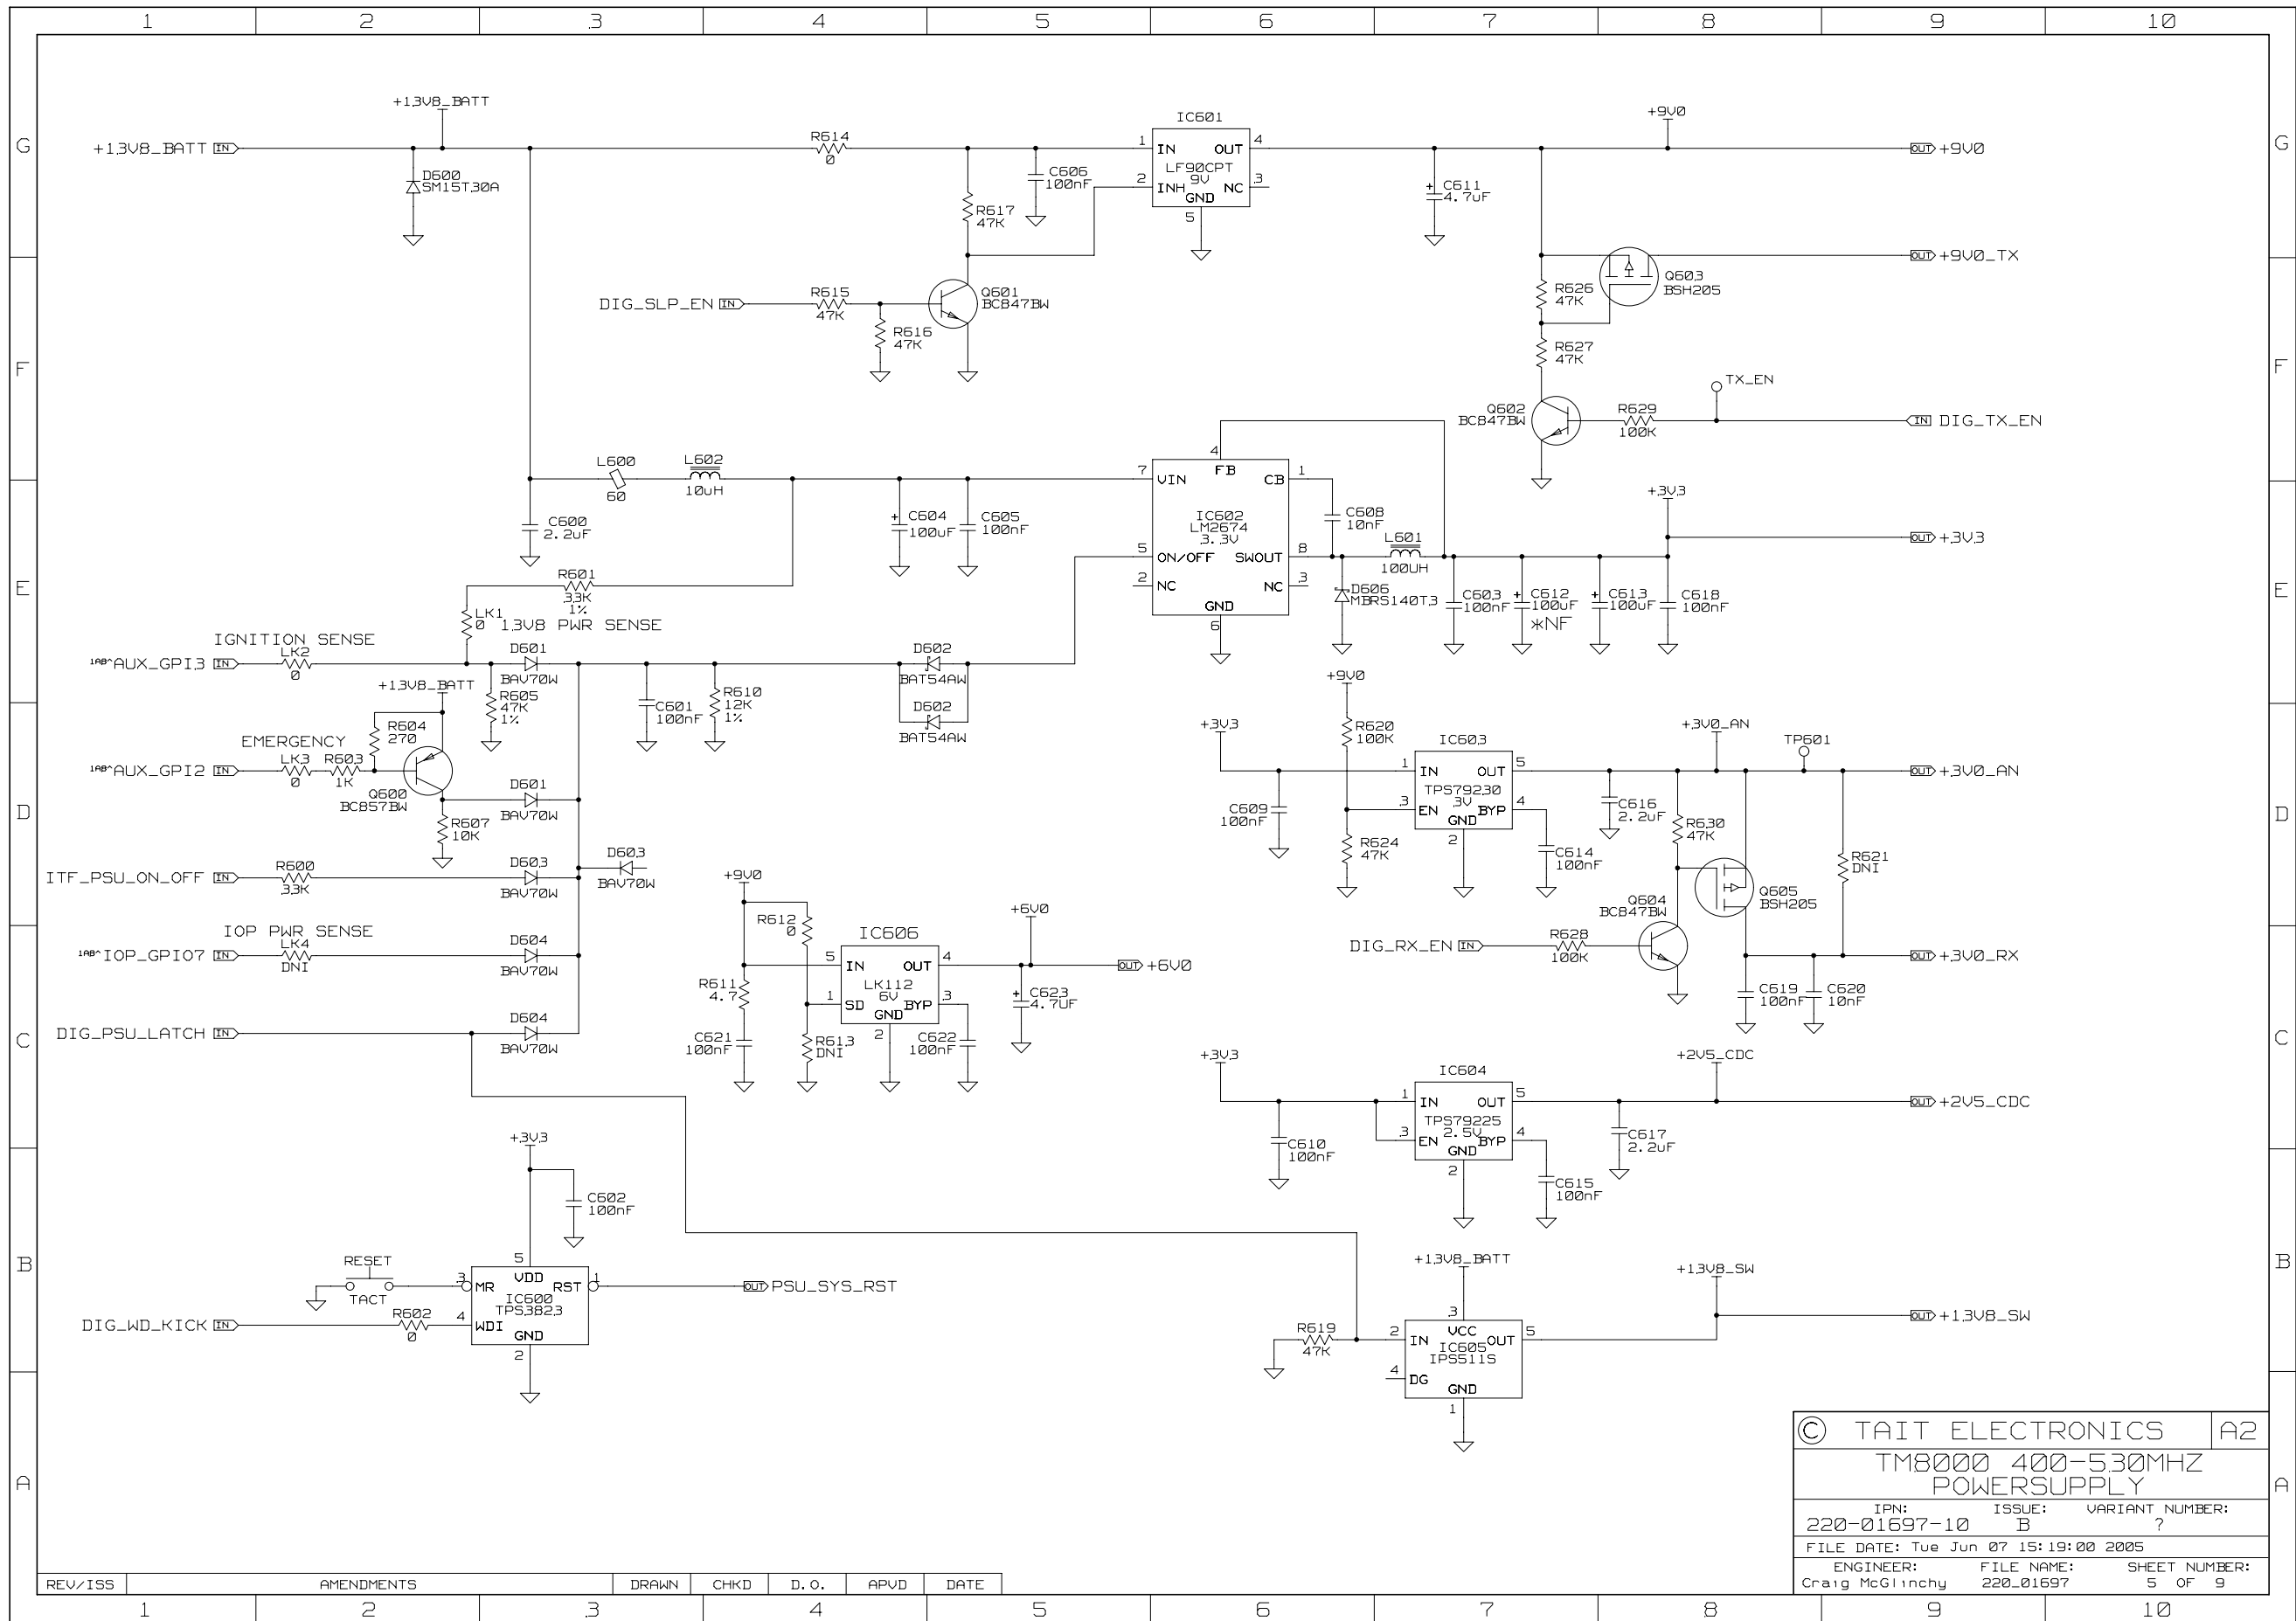 1 2 3 4 5 6 7 8 9 10
G
+13V8_BATT
+13V8_BATT IN
D600
SM15T30A
R614
0
C606
100nF
R617
47K
IC601
1 IN OUT 4
LF90CPT
9V
2 INH NC 3
GND
5
C611
4.7uF
+9V0
OUT +9V0
G
OUT +9V0_TX
Q603
BSH205
R626
47K
R627
47K
DIG_SLP_EN IN
R615
47K
R616
47K
Q601
BC847BW
F
TX_EN
Q602
BC847BW
R629
100K
IN DIG_TX_EN
F
L600
60
L602
10uH
C600
2.2uF
C604
+
100uF
C605
100nF
4
7 VIN FB CB 1
IC602
LM2674
3.3V
5 ON/OFF SWOUT 8
2 NC NC 3
GND
6
C608
10nF
L601
100UH
D606
MBRS140T3
C603
100nF
+ C612
100uF
*NF
+ C613
100uF
C618
100nF
+3V3
OUT +3V3
E
R601
33K
1%
LK1
0
13V8 PWR SENSE
E
IGNITION SENSE
1AB^AUX_GPI3 IN
LK2
0
D601
BAV70W
D602
BAT54AW
D602
BAT54AW
+13V8_BATT
R605
47K
1%
C601
100nF
R610
12K
1%
R604
270
EMERGENCY
1AB^AUX_GPI2 IN
LK3
0
R603
1K
Q600
BC857BW
D601
BAV70W
R607
10K
D
ITF_PSU_ON_OFF IN
R600
33K
D603
BAV70W
D603
BAV70W
IOP PWR SENSE
1AB^IOP_GPIO7 IN
LK4
DNI
D604
BAV70W
DIG_PSU_LATCH IN
D604
BAV70W
C
+9V0
R612
0
R611
4.7
C621
100nF
R613
DNI
IC606
5 IN OUT 4
LK112
6V
1 SD BYP 3
GND
2
C622
100nF
+6V0
+ C623
4.7UF
OUT +6V0
+9V0
+3V3
R620
100K
C609
100nF
R624
47K
IC603
1 IN OUT 5
TPS79230
3V
3 EN BYP 4
GND
2
C614
100nF
C616
2.2uF
+3V0_AN
TP601
OUT +3V0_AN
D
R630
47K
R621
DNI
Q605
BSH205
Q604
BC847BW
DIG_RX_EN IN
R628
100K
OUT +3V0_RX
C619
100nF
C620
10nF
C
+3V3
C610
100nF
IC604
1 IN OUT 5
TPS79225
2.5V
3 EN BYP 4
GND
2
C615
100nF
C617
2.2uF
+2V5_CDC
OUT +2V5_CDC
+3V3
C602
100nF
B
RESET
TACT
DIG_WD_KICK IN
R602
0
5
3 MR VDD RST 1
IC600
TPS3823
4 WDI
GND
2
OUT PSU_SYS_RST
+13V8_BATT
R619
47K
3
2 IN VCC OUT 5
IC605
IPS511S
4 DG
GND
1
+13V8_SW
OUT +13V8_SW
B
A
A
© TAIT ELECTRONICS A2
TM8000 400-530MHZ
POWERSUPPLY
IPN: ISSUE: VARIANT NUMBER:
220-01697-10 B ?
FILE DATE: Tue Jun 07 15:19:00 2005
ENGINEER: FILE NAME: SHEET NUMBER:
Craig McGlinchy 220_01697 5 OF 9
REV/ISS AMENDMENTS DRAWN CHKD D.O. APVD DATE
1 2 3 4 5 6 7 8 9 10